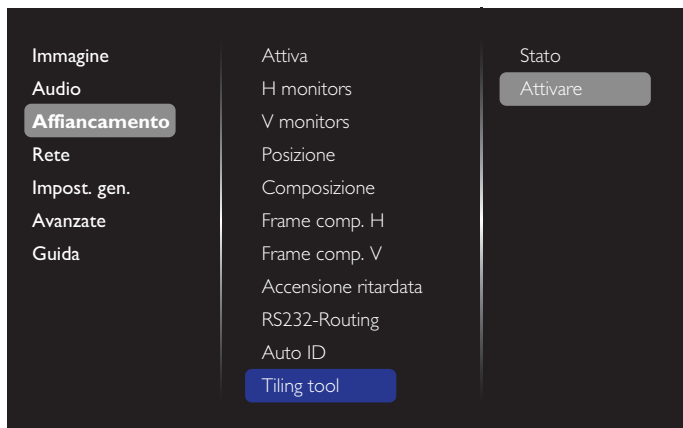 Immagine
Audio
Affiancamento
Rete
Impost. gen.
Avanzate
Guida
Attiva
H monitors
V monitors
Posizione
Composizione
Frame comp. H
Frame comp. V
Accensione ritardata
RS232-Routing
Auto ID
Tiling tool
Stato
Attivare